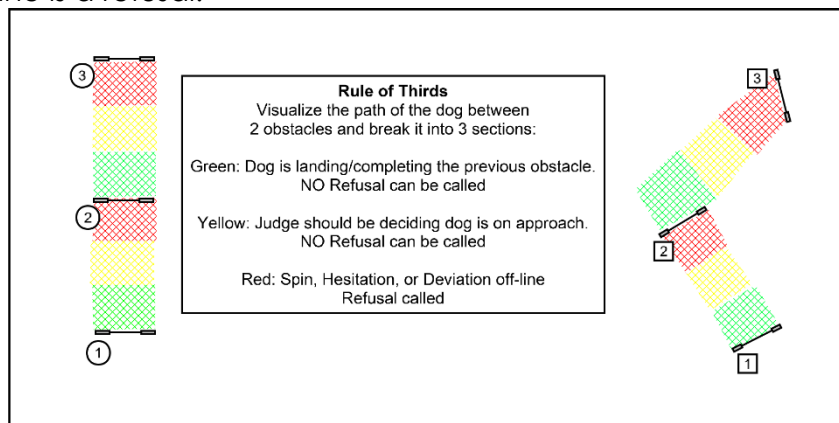 3
2
1
Rule of Thirds
Visualize the path of the dog between
2 obstacles and break it into 3 sections:
Green: Dog is landing/completing the previous obstacle.
NO Refusal can be called
Yellow: Judge should be deciding dog is on approach.
NO Refusal can be called
Red: Spin, Hesitation, or Deviation off-line
Refusal called
3
2
1